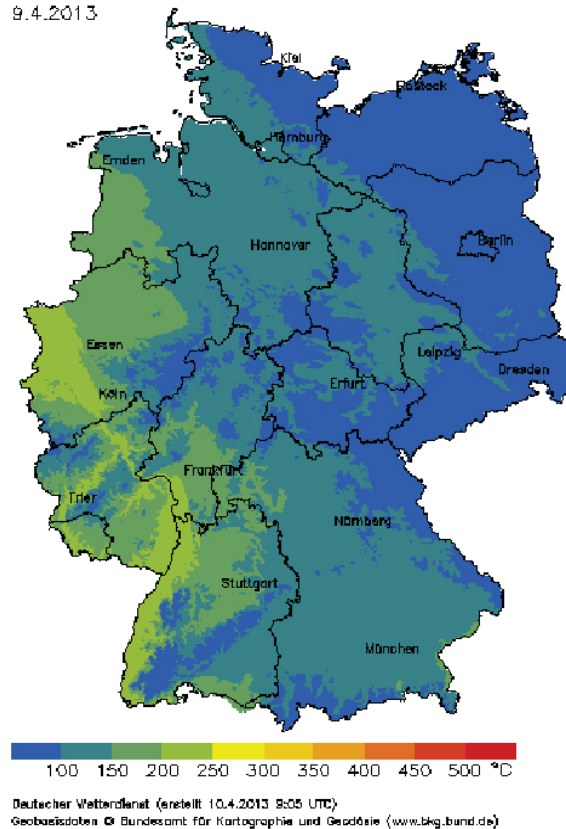 9.4.2013
Kiel
Rostock
Hamburg
Emden
Hannover
Berlin
Essen
Leipzig
Dresden
Köln
Erfurt
Frankfurt
Trier
Nürnberg
Stuttgart
München
100 150 200 250 300 350 400 450 500 °C
Deutscher Wetterdienst (erstellt 10.4.2013 9:05 UTC)
Geobasisdaten © Bundesamt für Kartographie und Geodäsie (www.bkg.bund.de)